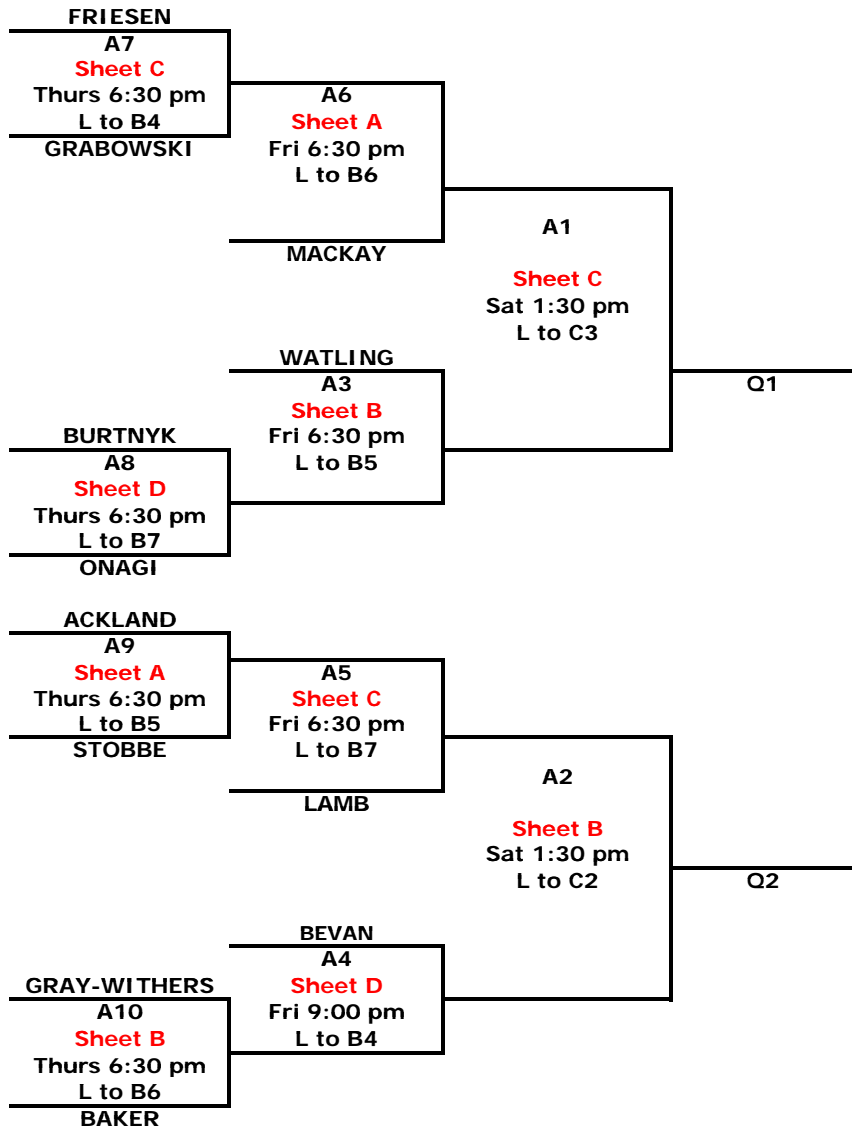 FRIESEN
A7
Sheet C
Thurs 6:30 pm
L to B4
GRABOWSKI
A6
Sheet A
Fri 6:30 pm
L to B6
MACKAY
A1
Sheet C
Sat 1:30 pm
L to C3
WATLING
A3
Sheet B
Fri 6:30 pm
L to B5
Q1
BURTNYK
A8
Sheet D
Thurs 6:30 pm
L to B7
ONAGI
ACKLAND
A9
Sheet A
Thurs 6:30 pm
L to B5
STOBBE
A5
Sheet C
Fri 6:30 pm
L to B7
LAMB
A2
Sheet B
Sat 1:30 pm
L to C2
Q2
BEVAN
A4
Sheet D
Fri 9:00 pm
L to B4
GRAY-WITHERS
A10
Sheet B
Thurs 6:30 pm
L to B6
BAKER